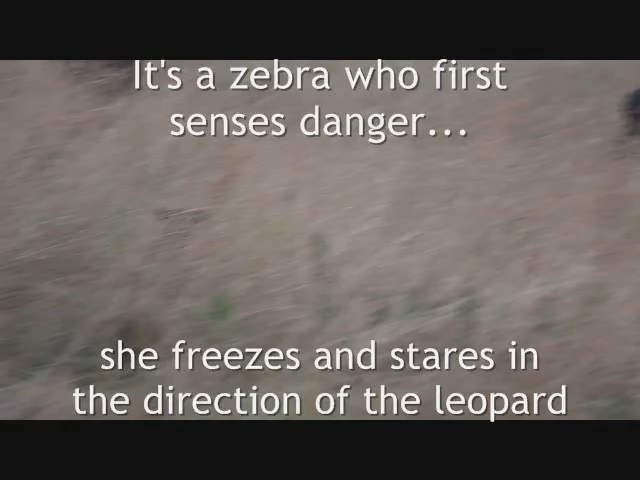 It's a zebra who first
senses danger...
she freezes and stares in
the direction of the leopard